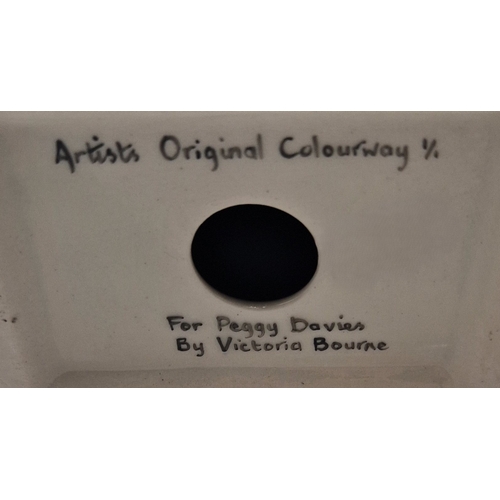 Artists Original Colourway 1/1
For Peggy Davies
By Victoria Bourne